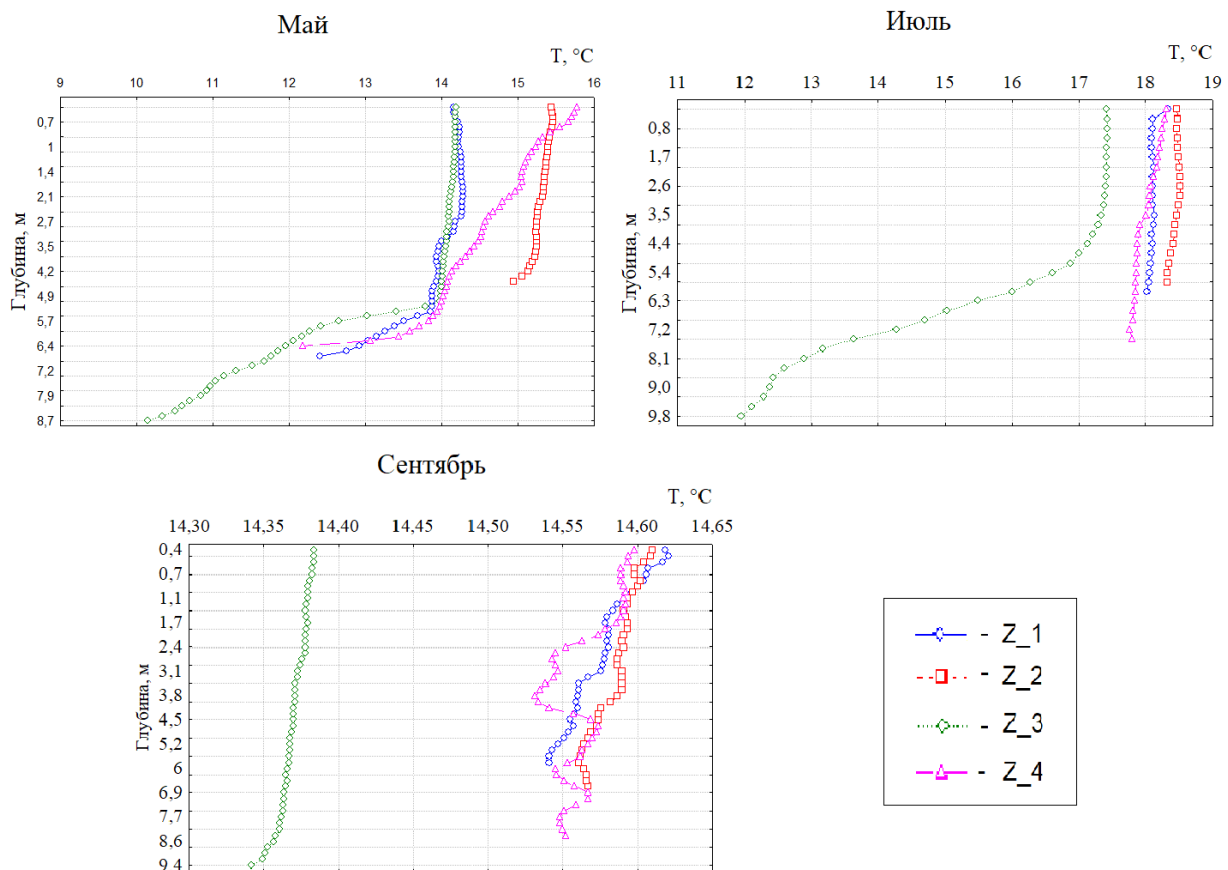 Май
T, °C
9 10 11 12 13 14 15 16
0,7
1
1,4
2,1
2,7
3,5
4,2
4,9
5,7
6,4
7,2
7,9
8,7
Глубина, м
Июль
T, °C
11 12 13 14 15 16 17 18 19
0,8
1,7
2,6
3,5
4,4
5,4
6,3
7,2
8,1
9,0
9,8
Глубина, м
Сентябрь
T, °C
14,30 14,35 14,40 14,45 14,50 14,55 14,60 14,65
0,4
0,7
1,1
1,7
2,4
3,1
3,8
4,5
5,2
6
6,9
7,7
8,6
9 4
Глубина, м
- Z_1
- Z_2
- Z_3
- Z_4